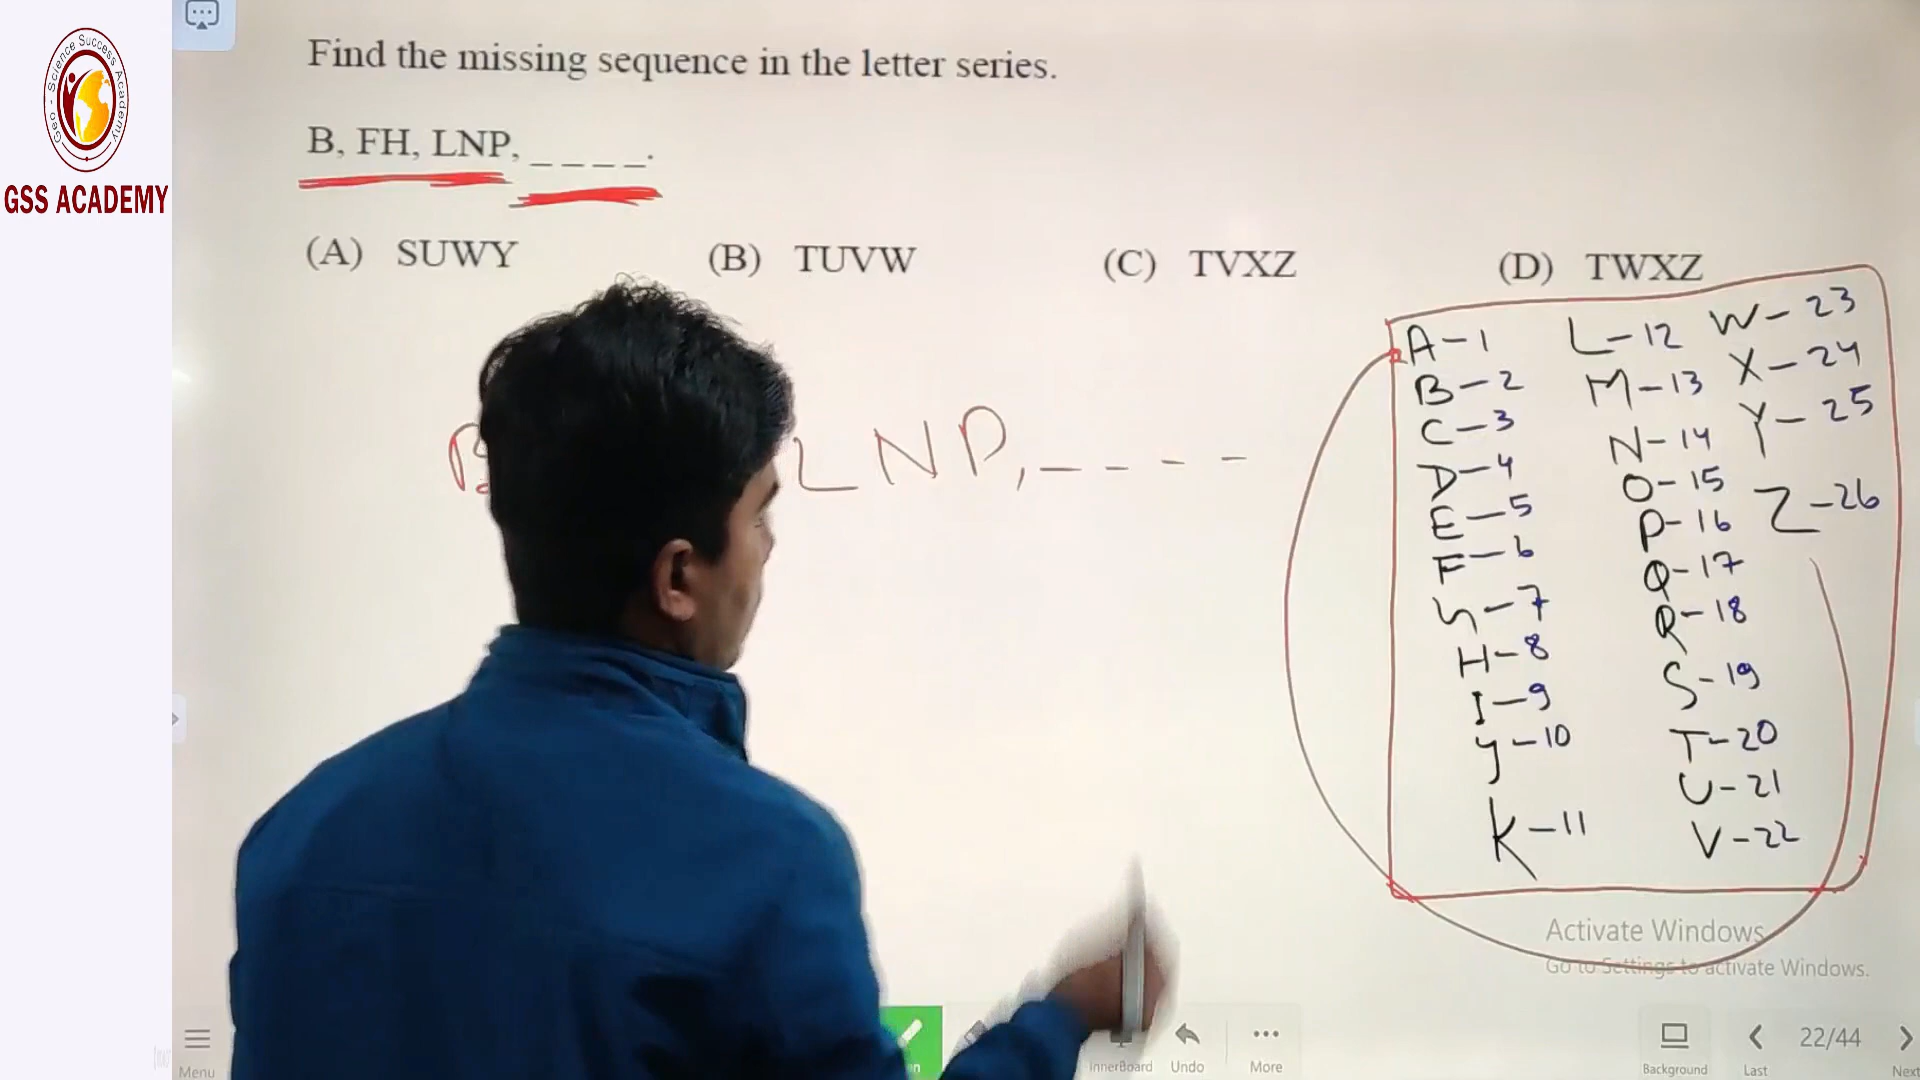 Geo - Science Success Academy
GSS ACADEMY
Find the missing sequence in the letter series.
B, FH, LNP, _ _ _ _.
(A) SUWY (B) TUVW (C) TVXZ (D) TWXZ
LNP, _ _ _ _
A-1 L-12 W-23
B-2 M-13 X-24
C-3 N-14 Y-25
D-4 O-15 Z-26
E-5 P-16
F-6 Q-17
G-7 R-18
H-8 S-19
I-9 T-20
J-10 U-21
K-11 V-22
Activate Windows
Go to Settings to activate Windows.
Menu InnerBoard Undo More Background Last 22/44 Next